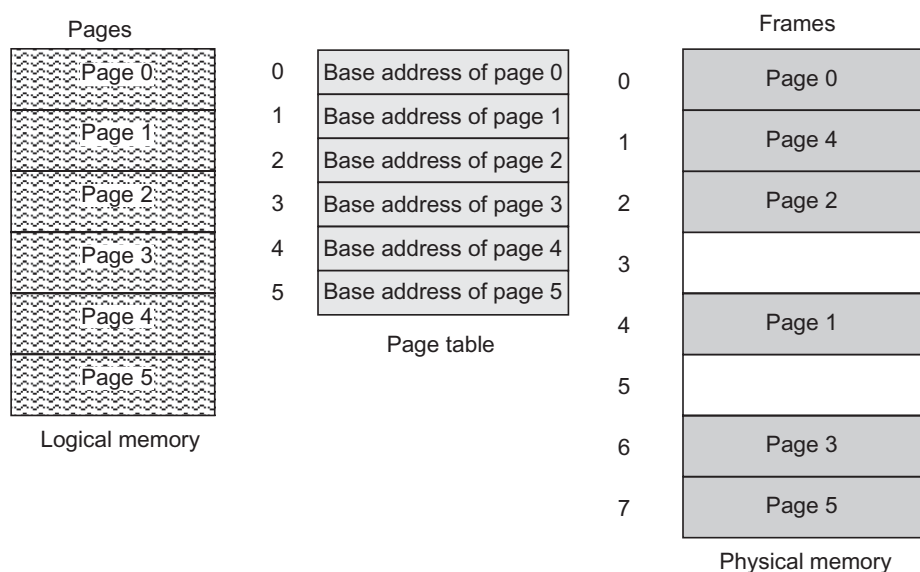 Pages
Page 0
Page 1
Page 2
Page 3
Page 4
Page 5
Logical memory
0 Base address of page 0
1 Base address of page 1
2 Base address of page 2
3 Base address of page 3
4 Base address of page 4
5 Base address of page 5
Page table
Frames
0 Page 0
1 Page 4
2 Page 2
3
4 Page 1
5
6 Page 3
7 Page 5
Physical memory